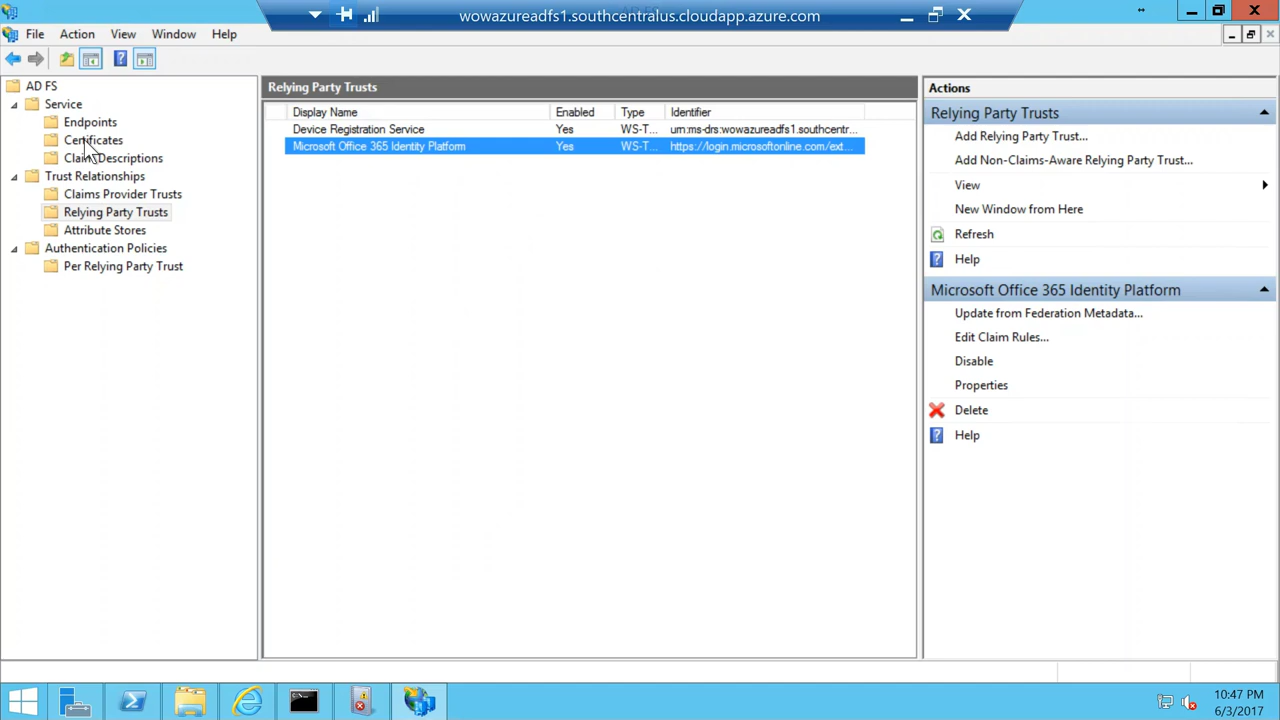 wowazureadfs1.southcentralus.cloudapp.azure.com
File Action View Window Help
AD FS
Service
Endpoints
Certificates
Claim Descriptions
Trust Relationships
Claims Provider Trusts
Relying Party Trusts
Attribute Stores
Authentication Policies
Per Relying Party Trust
Relying Party Trusts
Display Name Enabled Type Identifier
Device Registration Service Yes WS-T... urn:ms-drs:wowazureadfs1.southcentr...
Microsoft Office 365 Identity Platform Yes WS-T... https://login.microsoftonline.com/ext...
Actions
Relying Party Trusts
Add Relying Party Trust...
Add Non-Claims-Aware Relying Party Trust...
View
New Window from Here
Refresh
Help
Microsoft Office 365 Identity Platform
Update from Federation Metadata...
Edit Claim Rules...
Disable
Properties
Delete
Help
10:47 PM
6/3/2017